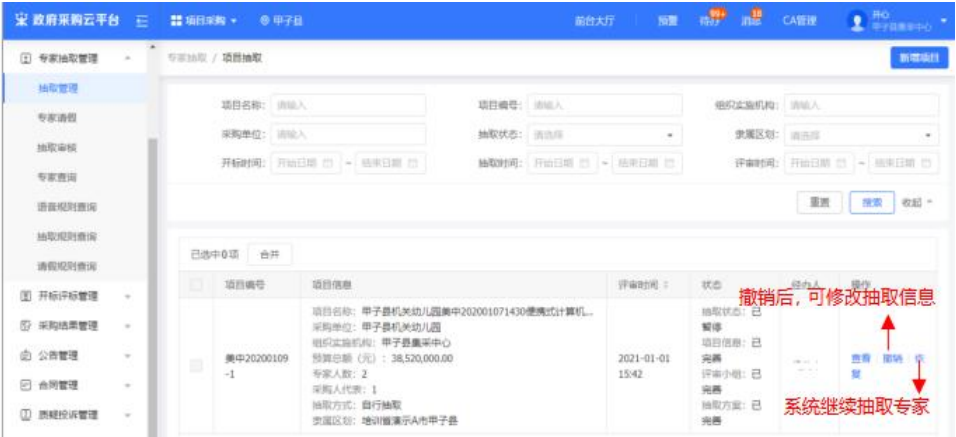 政府采购云平台
项目采购
甲子县
前台大厅
预警
待办
99+
消息
18
CA管理
开心
甲子县集采中心
专家抽取管理
抽取管理
专家请假
抽取审核
专家查询
语音规则查询
抽取规则查询
请假规则查询
开标评标管理
采购结果管理
公告管理
合同管理
质疑投诉管理
专家抽取 / 项目抽取
新增项目
项目名称: 请输入
项目编号: 请输入
组织实施机构: 请输入
采购单位: 请输入
抽取状态: 请选择
隶属区划: 请选择
开标时间: 开始日期 ~ 结束日期
抽取时间: 开始日期 ~ 结束日期
评审时间: 开始日期 ~ 结束日期
重置
搜索
收起
已选中0项
合并
项目编号
项目信息
评审时间
状态
经办人
操作
撤销后，可修改抽取信息
美中20200109
-1
项目名称: 甲子县机关幼儿园美中202001071430便携式计算机...
采购单位: 甲子县机关幼儿园
组织实施机构: 甲子县集采中心
预算总额（元）: 38,520,000.00
专家人数: 2
采购人代表: 1
抽取方式: 自行抽取
隶属区划: 培训省演示A市甲子县
2021-01-01
15:42
抽取状态: 已
暂停
项目信息: 已
完善
评审小组: 已
完善
抽取方案: 已
完善
查看 撤销 恢
复
系统继续抽取专家